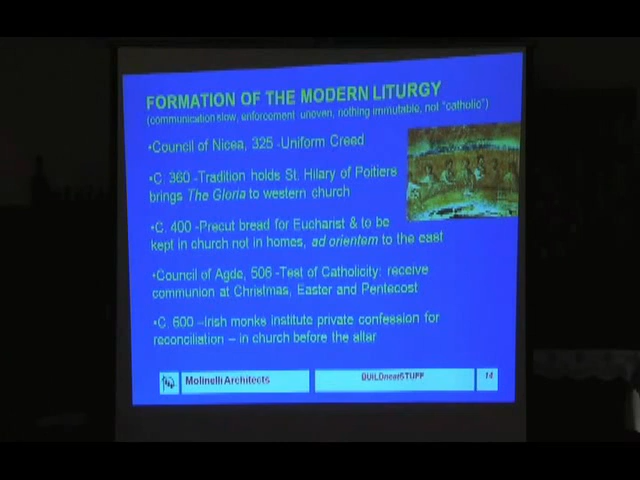 FORMATION OF THE MODERN LITURGY
(communication slow, enforcement uneven, nothing immutable, not "catholic")
•Council of Nicea, 325 -Uniform Creed
•C. 360 -Tradition holds St. Hilary of Poitiers
brings The Gloria to western church
•C. 400 -Precut bread for Eucharist & to be
kept in church not in homes, ad orientem to the east
•Council of Agde, 506 -Test of Catholicity: receive
communion at Christmas, Easter and Pentecost
•C. 600 –Irish monks institute private confession for
reconciliation – in church before the altar
Molinelli Architects
BUILDnearSTUFF
14